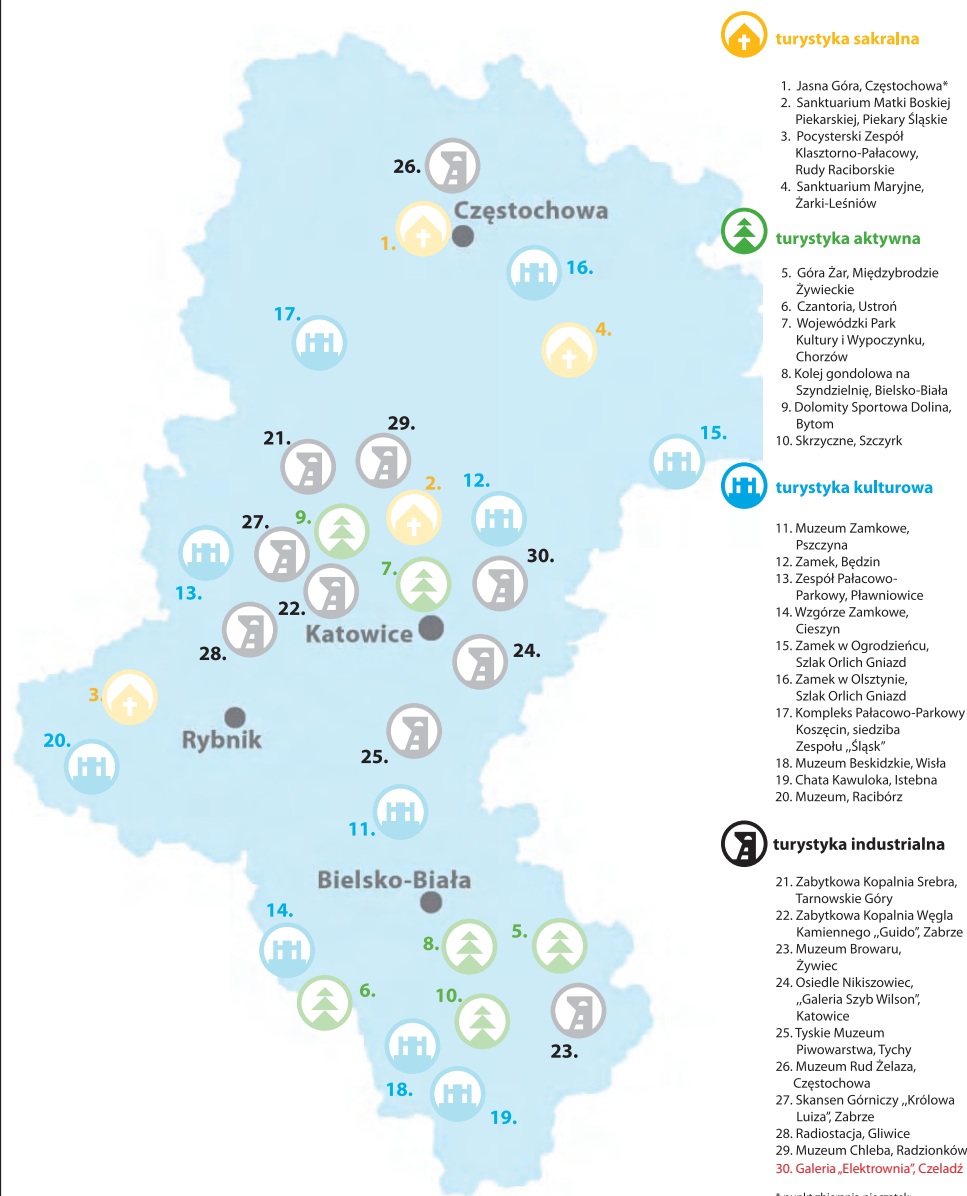 26.
Częstochowa
1.
16.
17.
4.
15.
29.
21.
2.
12.
27.
9.
30.
7.
13.
22.
Katowice
28.
24.
3.
Rybnik
20.
25.
11.
Bielsko-Biała
14.
8.
5.
6.
10.
23.
18.
19.
turystyka sakralna
1. Jasna Góra, Częstochowa*
2. Sanktuarium Matki Boskiej
Piekarskiej, Piekary Śląskie
3. Pocysterski Zespół
Klasztorno-Pałacowy,
Rudy Raciborskie
4. Sanktuarium Maryjne,
Żarki-Leśniów
turystyka aktywna
5. Góra Żar, Międzybrodzie
Żywieckie
6. Czantoria, Ustroń
7. Wojewódzki Park
Kultury i Wypoczynku,
Chorzów
8. Kolej gondolowa na
Szyndzielnię, Bielsko-Biała
9. Dolomity Sportowa Dolina,
Bytom
10. Skrzyczne, Szczyrk
turystyka kulturowa
11. Muzeum Zamkowe,
Pszczyna
12. Zamek, Będzin
13. Zespół Pałacowo-
Parkowy, Pławniowice
14. Wzgórze Zamkowe,
Cieszyn
15. Zamek w Ogrodzieńcu,
Szlak Orlich Gniazd
16. Zamek w Olsztynie,
Szlak Orlich Gniazd
17. Kompleks Pałacowo-Parkowy
Koszęcin, siedziba
Zespołu „Śląsk”
18. Muzeum Beskidzkie, Wisła
19. Chata Kawuloka, Istebna
20. Muzeum, Racibórz
turystyka industrialna
21. Zabytkowa Kopalnia Srebra,
Tarnowskie Góry
22. Zabytkowa Kopalnia Węgla
Kamiennego „Guido”, Zabrze
23. Muzeum Browaru,
Żywiec
24. Osiedle Nikiszowiec,
„Galeria Szyb Wilson”,
Katowice
25. Tyskie Muzeum
Piwowarstwa, Tychy
26. Muzeum Rud Żelaza,
Częstochowa
27. Skansen Górniczy „Królowa
Luiza”, Zabrze
28. Radiostacja, Gliwice
29. Muzeum Chleba, Radzionków
30. Galeria „Elektrownia”, Czeladź